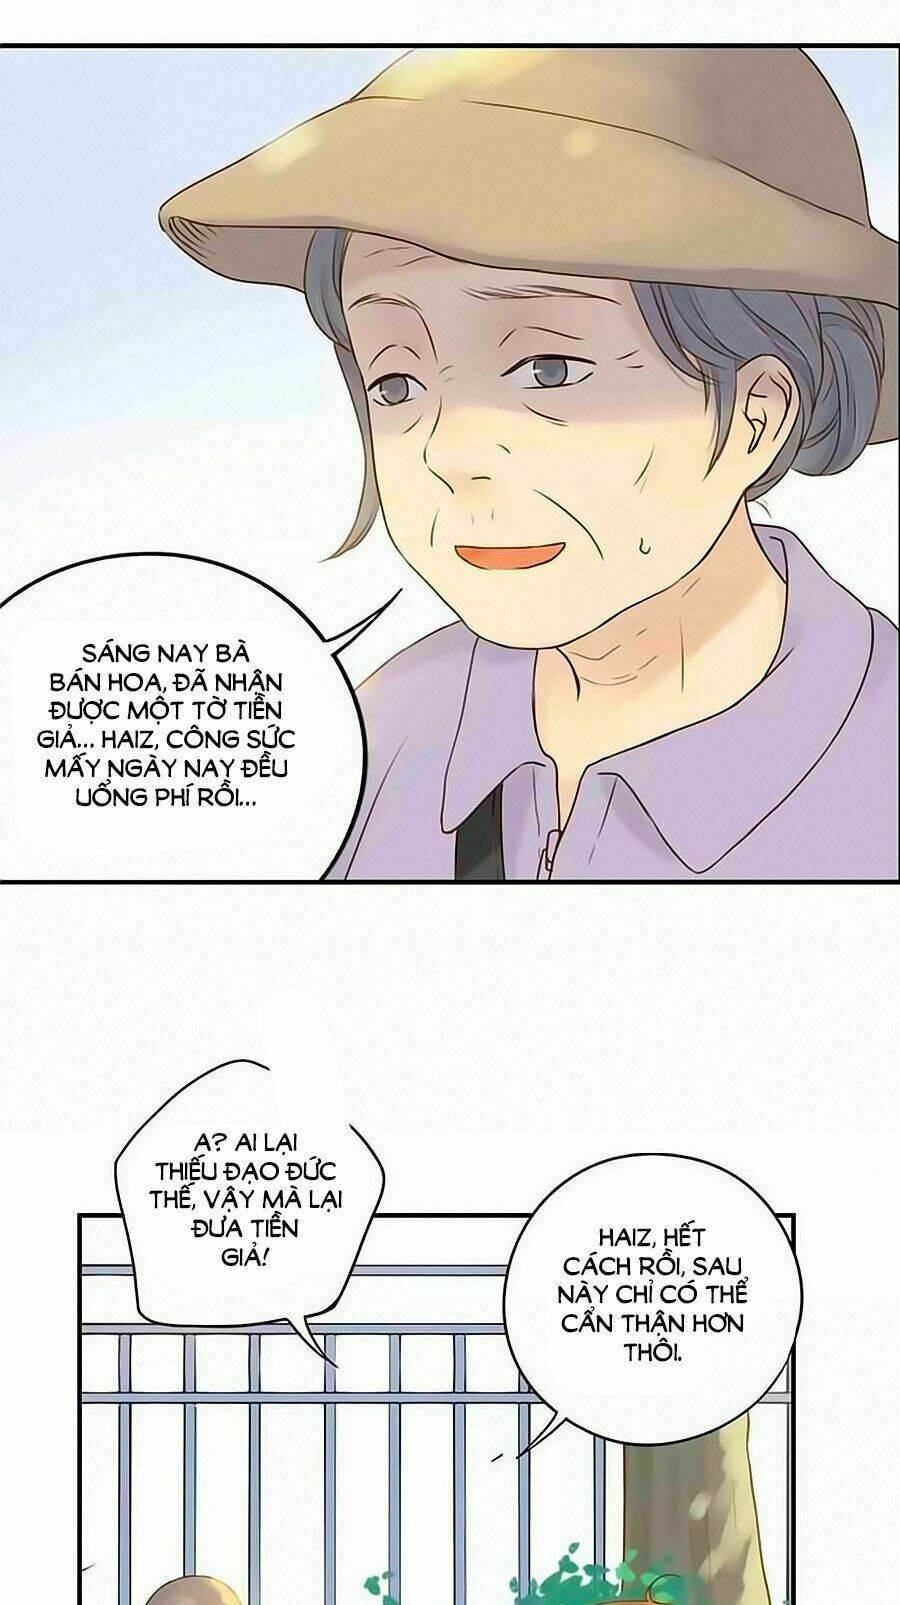 SÁNG NAY BÀ
BÁN HOA, ĐÃ NHẬN
ĐƯỢC MỘT TỜ TIỀN
GIẢ... HAIZ, CÔNG SỨC
MẤY NGÀY NAY ĐỀU
UỔNG PHÍ RỒI...
A? AI LẠI
THIẾU ĐẠO ĐỨC
THẾ, VẬY MÀ LẠI
ĐƯA TIỀN
GIẢ!
HAIZ, HẾT
CÁCH RỒI, SAU
NÀY CHỈ CÓ THỂ
CẨN THẬN HƠN
THÔI.